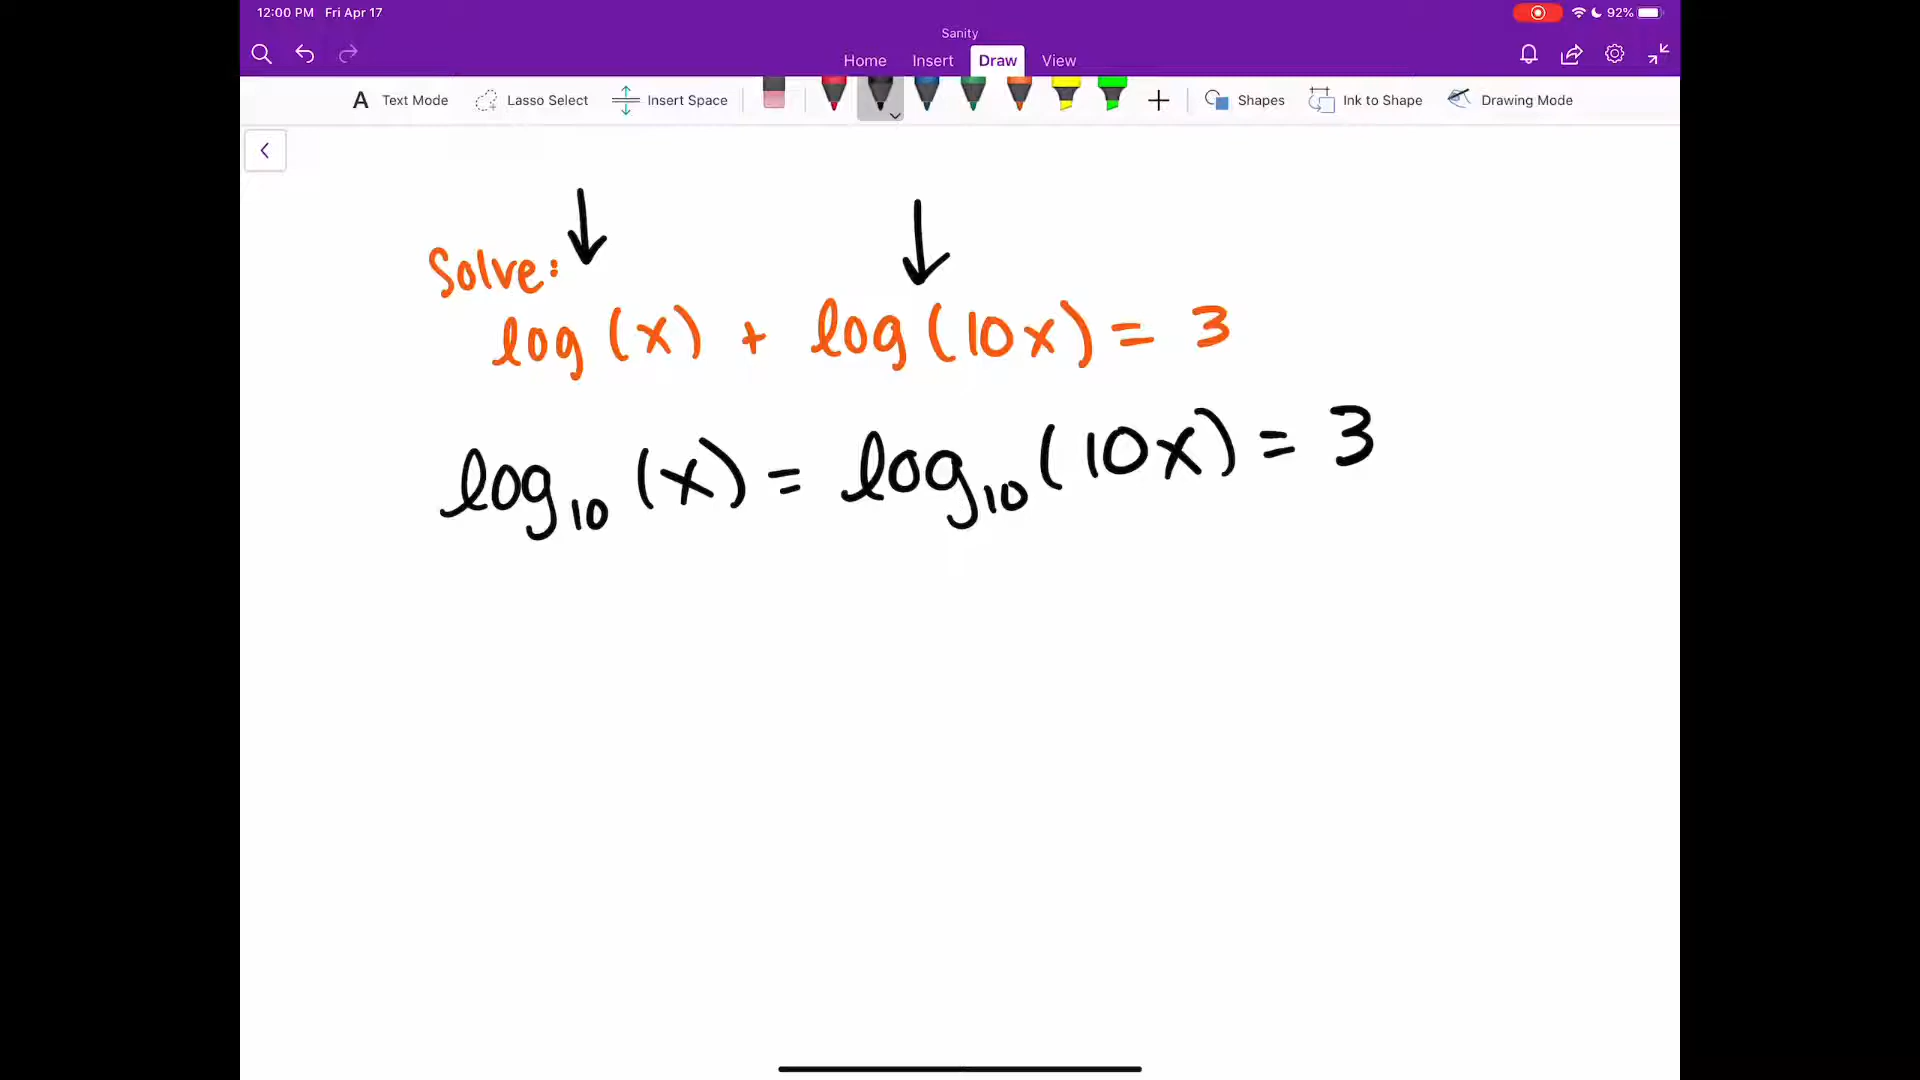 12:00 PM Fri Apr 17
92%
Sanity
Home Insert Draw View
A Text Mode Lasso Select Insert Space Shapes Ink to Shape Drawing Mode
Solve:
log(x) + log(10x) = 3
log₁₀(x) = log₁₀(10x) = 3